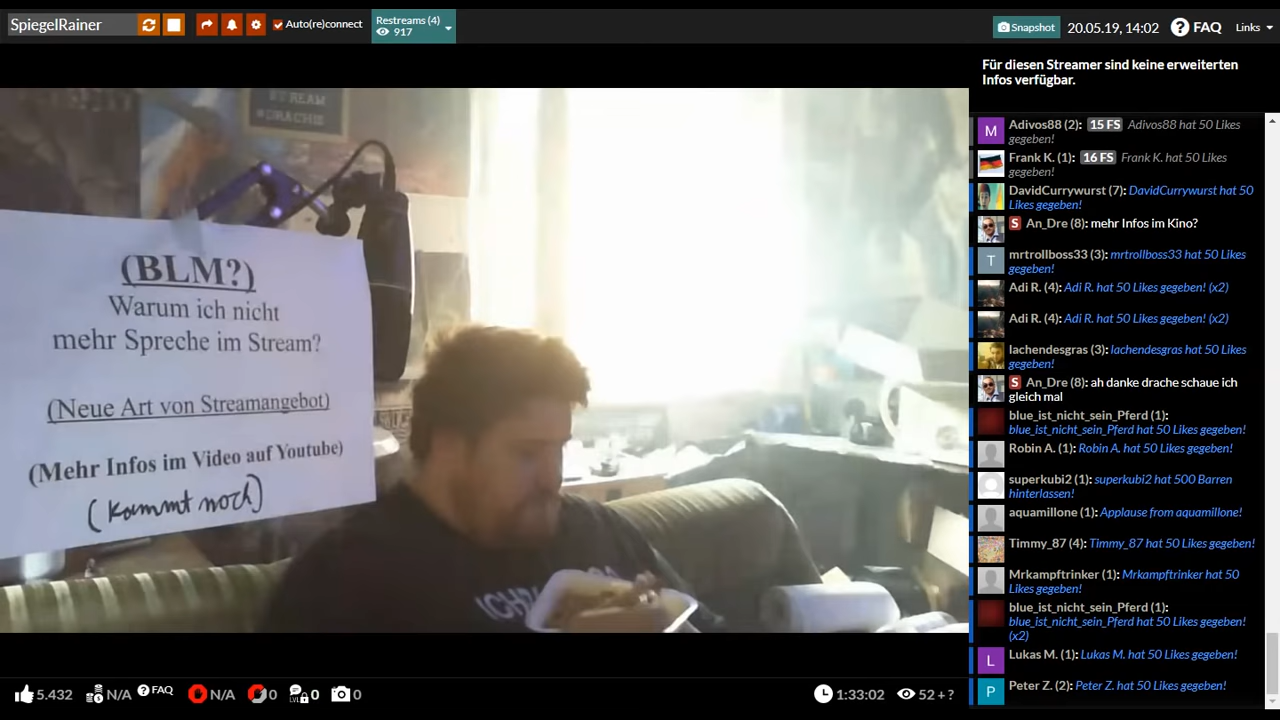 SpiegelRainer
Auto(re)connect
Restreams (4)
917
Snapshot
20.05.19, 14:02
? FAQ
Links
Für diesen Streamer sind keine erweiterten
Infos verfügbar.
STREAM
#DRACHE
(BLM?)
Warum ich nicht
mehr Spreche im Stream?
(Neue Art von Streamangebot)
(Mehr Infos im Video auf Youtube)
(kommt noch)
M Adivos88 (2): 15 FS Adivos88 hat 50 Likes
gegeben!
Frank K. (1): 16 FS Frank K. hat 50 Likes
gegeben!
DavidCurrywurst (7): DavidCurrywurst hat 50
Likes gegeben!
S An_Dre (8): mehr Infos im Kino?
T mrtrollboss33 (3): mrtrollboss33 hat 50 Likes
gegeben!
Adi R. (4): Adi R. hat 50 Likes gegeben! (x2)
Adi R. (4): Adi R. hat 50 Likes gegeben! (x2)
lachendesgras (3): lachendesgras hat 50 Likes
gegeben!
S An_Dre (8): ah danke drache schaue ich
gleich mal
blue_ist_nicht_sein_Pferd (1):
blue_ist_nicht_sein_Pferd hat 50 Likes gegeben!
Robin A. (1): Robin A. hat 50 Likes gegeben!
superkubi2 (1): superkubi2 hat 500 Barren
hinterlassen!
aquamillone (1): Applause from aquamillone!
Timmy_87 (4): Timmy_87 hat 50 Likes gegeben!
Mrkampftrinker (1): Mrkampftrinker hat 50
Likes gegeben!
blue_ist_nicht_sein_Pferd (1):
blue_ist_nicht_sein_Pferd hat 50 Likes gegeben!
(x2)
L Lukas M. (1): Lukas M. hat 50 Likes gegeben!
P Peter Z. (2): Peter Z. hat 50 Likes gegeben!
5.432
N/A
? FAQ
N/A
0
LVL
0
0
1:33:02
52 + ?